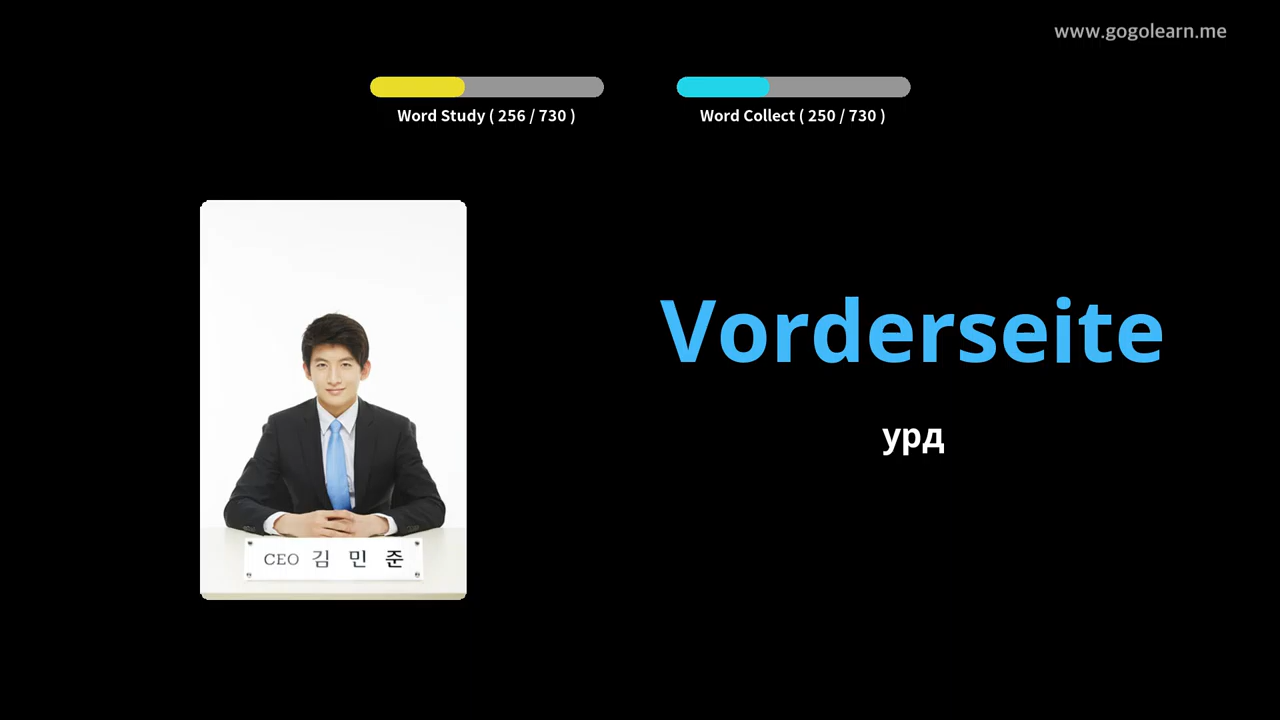 www.gogolearn.me
Word Study ( 256 / 730 )
Word Collect ( 250 / 730 )
Vorderseite
урд
CEO 김 민 준